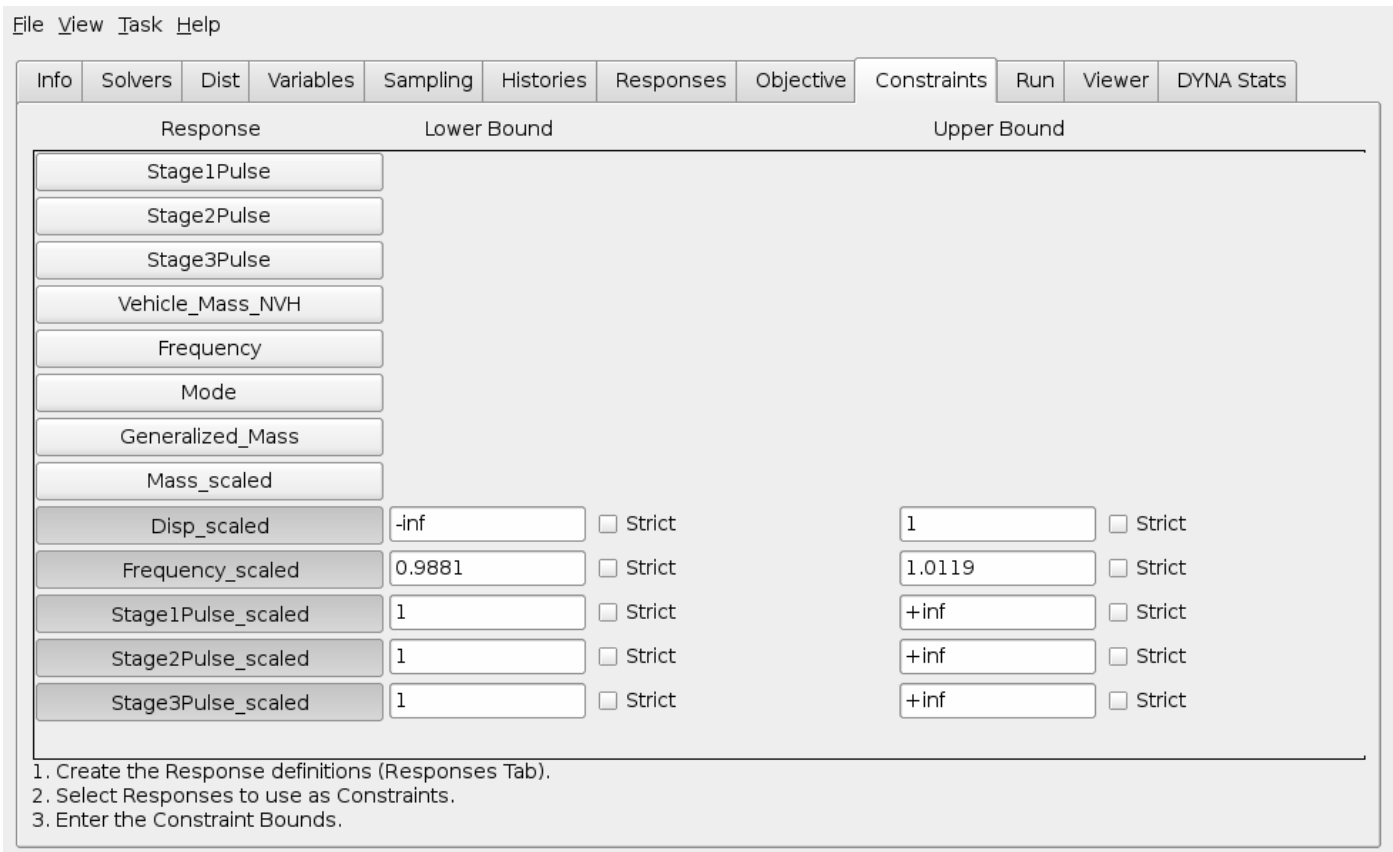 File View Task Help
Info Solvers Dist Variables Sampling Histories Responses Objective Constraints Run Viewer DYNA Stats
Response Lower Bound Upper Bound
Stage1Pulse
Stage2Pulse
Stage3Pulse
Vehicle_Mass_NVH
Frequency
Mode
Generalized_Mass
Mass_scaled
Disp_scaled -inf Strict 1 Strict
Frequency_scaled 0.9881 Strict 1.0119 Strict
Stage1Pulse_scaled 1 Strict +inf Strict
Stage2Pulse_scaled 1 Strict +inf Strict
Stage3Pulse_scaled 1 Strict +inf Strict
1. Create the Response definitions (Responses Tab).
2. Select Responses to use as Constraints.
3. Enter the Constraint Bounds.